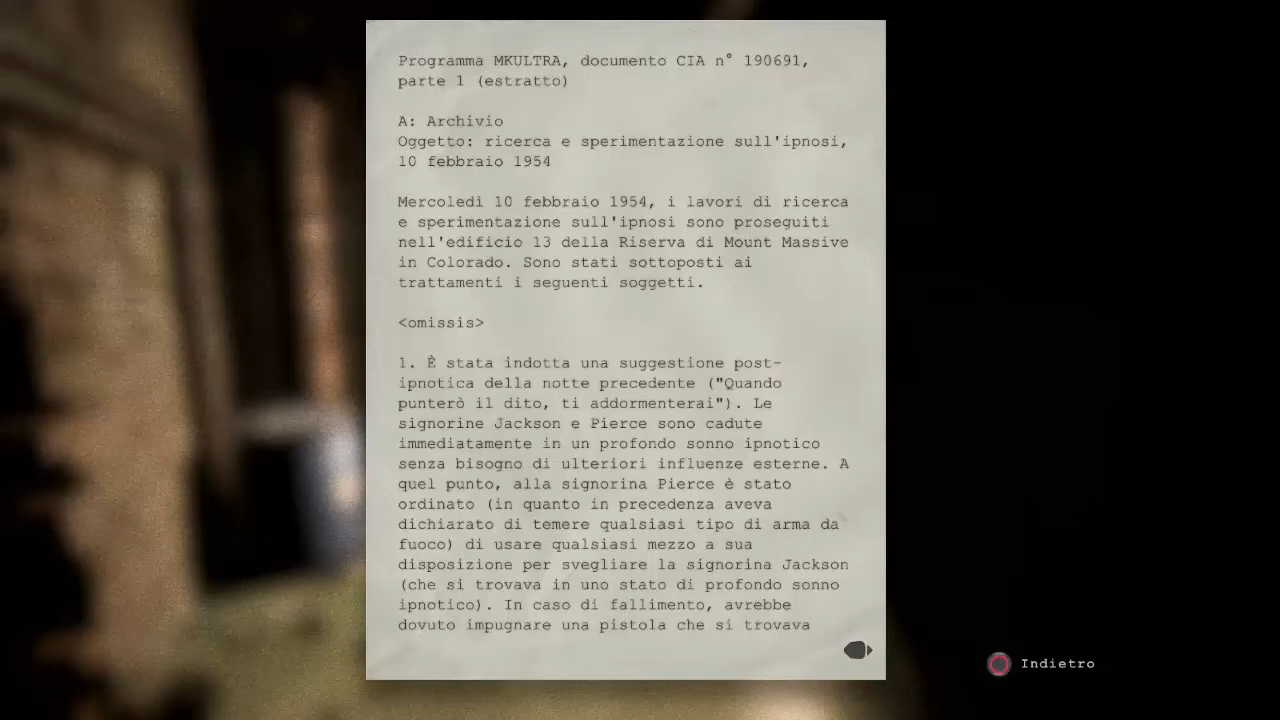 Programma MKULTRA, documento CIA n° 190691,
parte 1 (estratto)
A: Archivio
Oggetto: ricerca e sperimentazione sull'ipnosi,
10 febbraio 1954
Mercoledì 10 febbraio 1954, i lavori di ricerca
e sperimentazione sull'ipnosi sono proseguiti
nell'edificio 13 della Riserva di Mount Massive
in Colorado. Sono stati sottoposti ai
trattamenti i seguenti soggetti.
<omissis>
1. È stata indotta una suggestione post-
ipnotica della notte precedente ("Quando
punterò il dito, ti addormenterai"). Le
signorine Jackson e Pierce sono cadute
immediatamente in un profondo sonno ipnotico
senza bisogno di ulteriori influenze esterne. A
quel punto, alla signorina Pierce è stato
ordinato (in quanto in precedenza aveva
dichiarato di temere qualsiasi tipo di arma da
fuoco) di usare qualsiasi mezzo a sua
disposizione per svegliare la signorina Jackson
(che si trovava in uno stato di profondo sonno
ipnotico). In caso di fallimento, avrebbe
dovuto impugnare una pistola che si trovava
Indietro